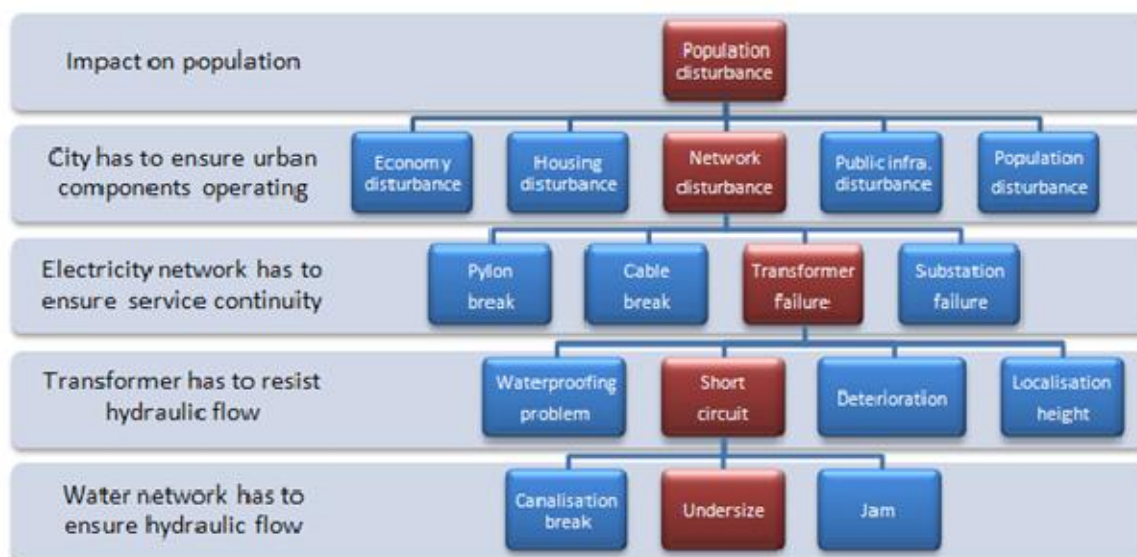 Impact on population
Population
disturbance
City has to ensure urban
components operating
Economy
disturbance
Housing
disturbance
Network
disturbance
Public infra.
disturbance
Population
disturbance
Electricity network has to
ensure service continuity
Pylon
break
Cable
break
Transformer
failure
Substation
failure
Transformer has to resist
hydraulic flow
Waterproofing
problem
Short
circuit
Deterioration
Localisation
height
Water network has to
ensure hydraulic flow
Canalisation
break
Undersize
Jam